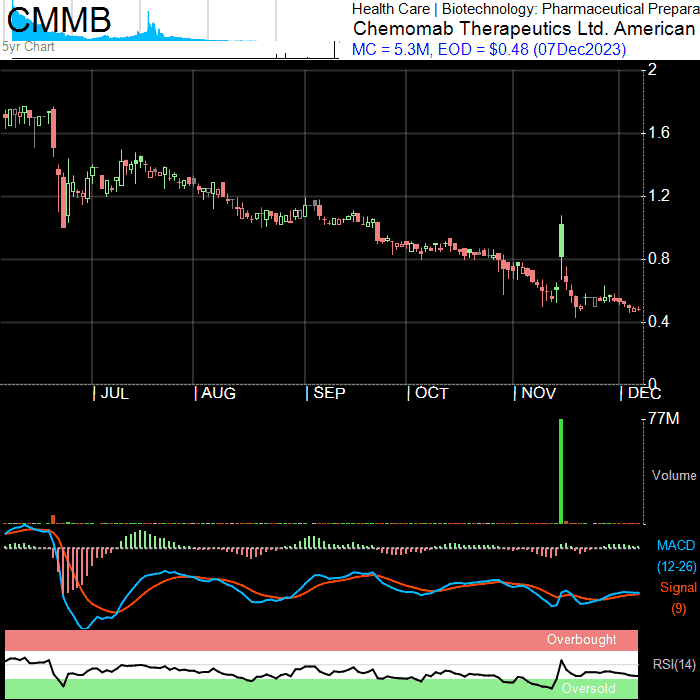 CMMB
5yr Chart
Health Care | Biotechnology: Pharmaceutical Prepara
Chemomab Therapeutics Ltd. American
MC = 5.3M, EOD = $0.48 (07Dec2023)
2
1.6
1.2
0.8
0.4
0
| JUL | AUG | SEP | OCT | NOV | DEC
77M
Volume
MACD
(12-26)
Signal
(9)
Overbought
RSI(14)
Oversold